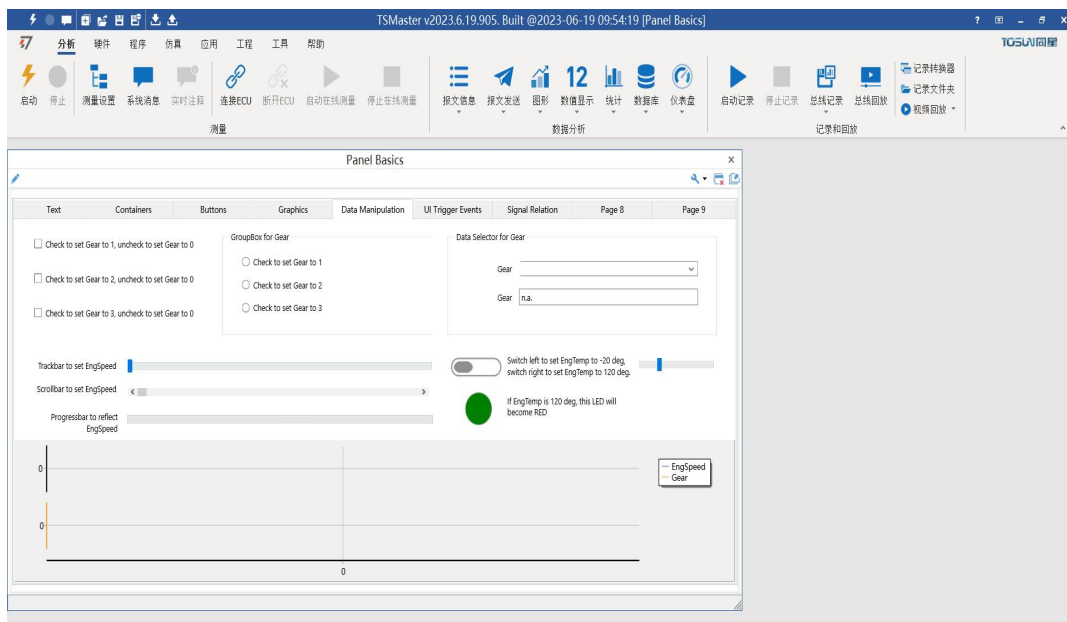 TSMaster v2023.6.19.905. Built @2023-06-19 09:54:19 [Panel Basics]
分析 硬件 程序 仿真 应用 工程 工具 帮助
TOSUN同星
启动 停止 测量设置 系统消息 实时注释 连接ECU 断开ECU 启动在线测量 停止在线测量 报文信息 报文发送 图形 12 数值显示 统计 数据库 仪表盘 启动记录 停止记录 总线记录 总线回放
记录转换器
记录文件夹
视频回放
测量 数据分析 记录和回放
Panel Basics
Text Containers Buttons Graphics Data Manipulation UI Trigger Events Signal Relation Page 8 Page 9
Check to set Gear to 1, uncheck to set Gear to 0
Check to set Gear to 2, uncheck to set Gear to 0
Check to set Gear to 3, uncheck to set Gear to 0
GroupBox for Gear
Check to set Gear to 1
Check to set Gear to 2
Check to set Gear to 3
Data Selector for Gear
Gear
Gear n.a.
Trackbar to set EngSpeed
Scrollbar to set EngSpeed
Progressbar to reflect
EngSpeed
Switch left to set EngTemp to -20 deg,
switch right to set EngTemp to 120 deg.
If EngTemp is 120 deg, this LED will
become RED
0
0
0
EngSpeed
Gear